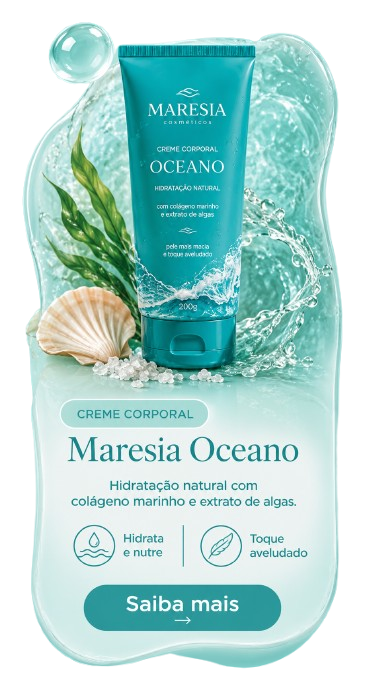 MARESIA
cosméticos
CREME CORPORAL
OCEANO
HIDRATAÇÃO NATURAL
com colágeno marinho
e extrato de algas
pele mais macia
e toque aveludado
200g
CREME CORPORAL
Maresia Oceano
Hidratação natural com
colágeno marinho e extrato de algas.
Hidrata
e nutre
Toque
aveludado
Saiba mais
→